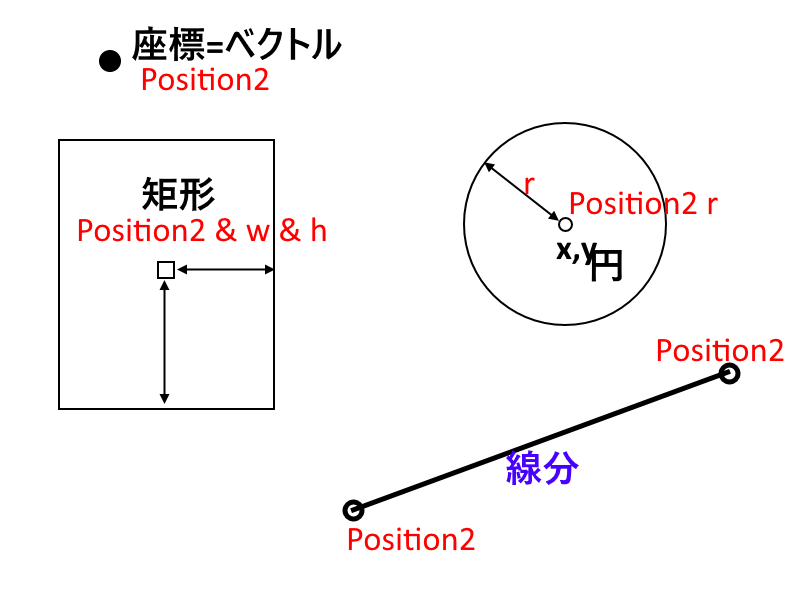 座標=ベクトル
Position2
矩形
Position2 & w & h
r
Position2 r
x,y
円
Position2
線分
Position2